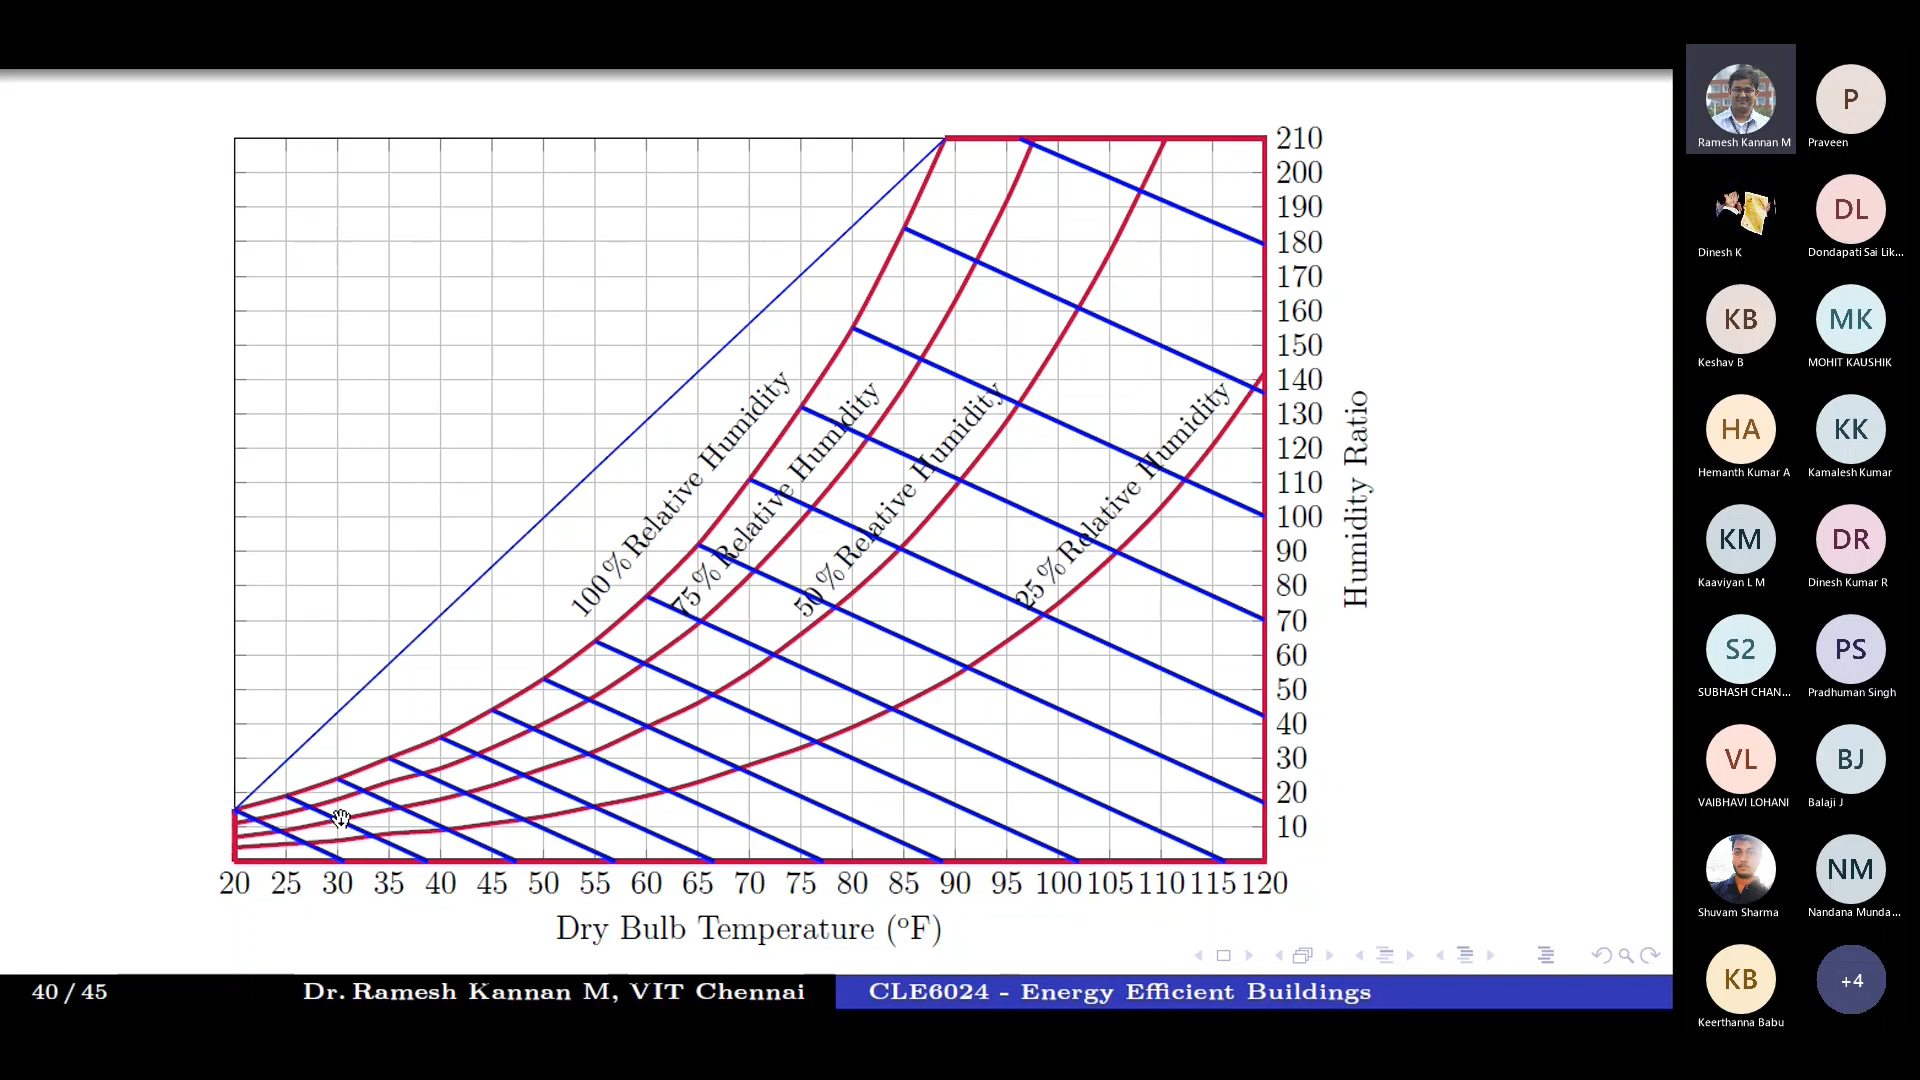 210
200
190
180
170
160
150
140
130
120
110
100
90
80
70
60
50
40
30
20
10
Humidity Ratio
100 % Relative Humidity
75 % Relative Humidity
50 % Relative Humidity
25 % Relative Humidity
20 25 30 35 40 45 50 55 60 65 70 75 80 85 90 95 100 105 110 115 120
Dry Bulb Temperature (°F)
40 / 45
Dr. Ramesh Kannan M, VIT Chennai
CLE6024 - Energy Efficient Buildings
Ramesh Kannan M
P
Praveen
Dinesh K
DL
Dondapati Sai Lik...
KB
Keshav B
MK
MOHIT KAUSHIK
HA
Hemanth Kumar A
KK
Kamalesh Kumar
KM
Kaaviyan L M
DR
Dinesh Kumar R
S2
SUBHASH CHAN...
PS
Pradhuman Singh
VL
VAIBHAVI LOHANI
BJ
Balaji J
Shuvam Sharma
NM
Nandana Munda...
KB
Keerthanna Babu
+4